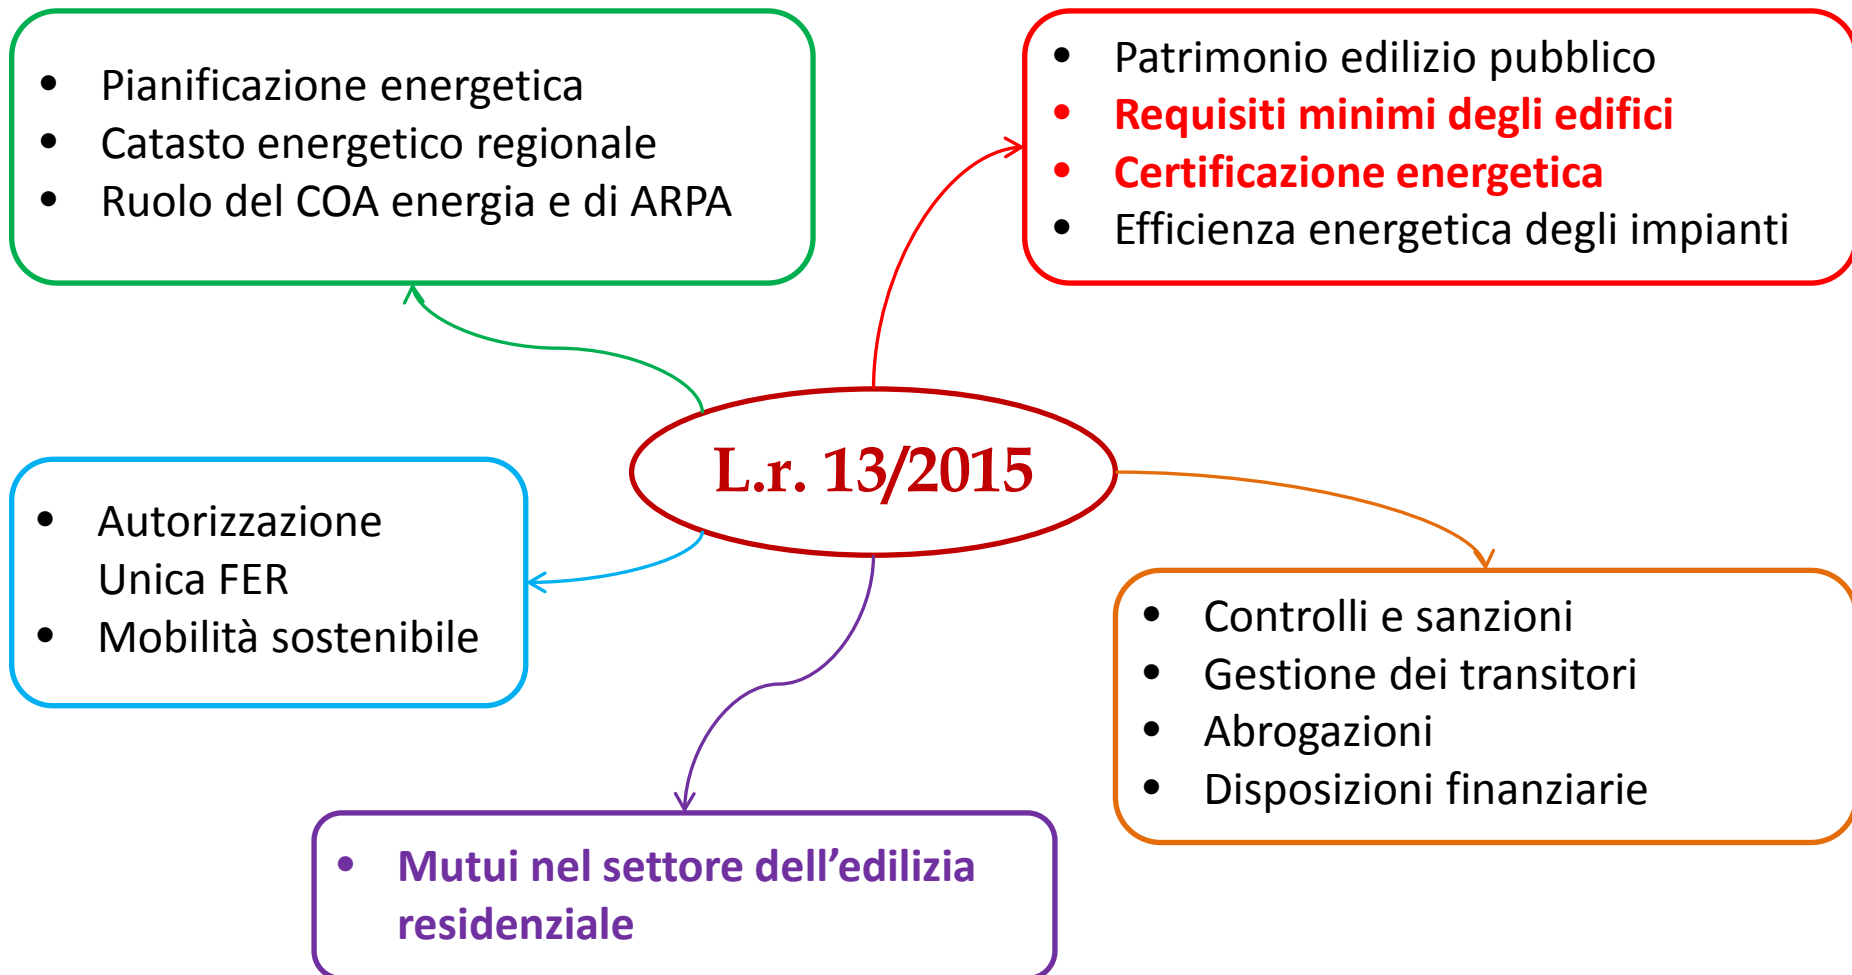 • Pianificazione energetica
• Catasto energetico regionale
• Ruolo del COA energia e di ARPA
• Patrimonio edilizio pubblico
• Requisiti minimi degli edifici
• Certificazione energetica
• Efficienza energetica degli impianti
L.r. 13/2015
• Autorizzazione
Unica FER
• Mobilità sostenibile
• Controlli e sanzioni
• Gestione dei transitori
• Abrogazioni
• Disposizioni finanziarie
• Mutui nel settore dell’edilizia
residenziale